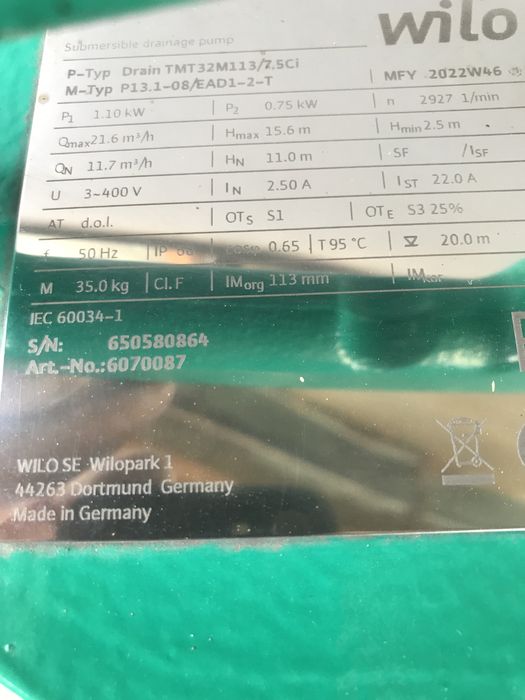 wilo
Submersible drainage pump
P-Typ Drain TMT32M113/7.5Ci
M-Typ P13.1-08/EAD1-2-T MFY 2022W46
P1 1.10 kW P2 0.75 kW n 2927 1/min
Qmax 21.6 m³/h Hmax 15.6 m Hmin 2.5 m
QN 11.7 m³/h HN 11.0 m SF /ISF
U 3~400 V IN 2.50 A IST 22.0 A
AT d.o.l. OTS S1 OTE S3 25%
f 50 Hz IP cosφ 0.65 T 95 °C 20.0 m
M 35.0 kg Cl. F IMorg 113 mm IMkor
IEC 60034-1
S/N: 650580864
Art.-No.:6070087
WILO SE Wilopark 1
44263 Dortmund Germany
Made in Germany